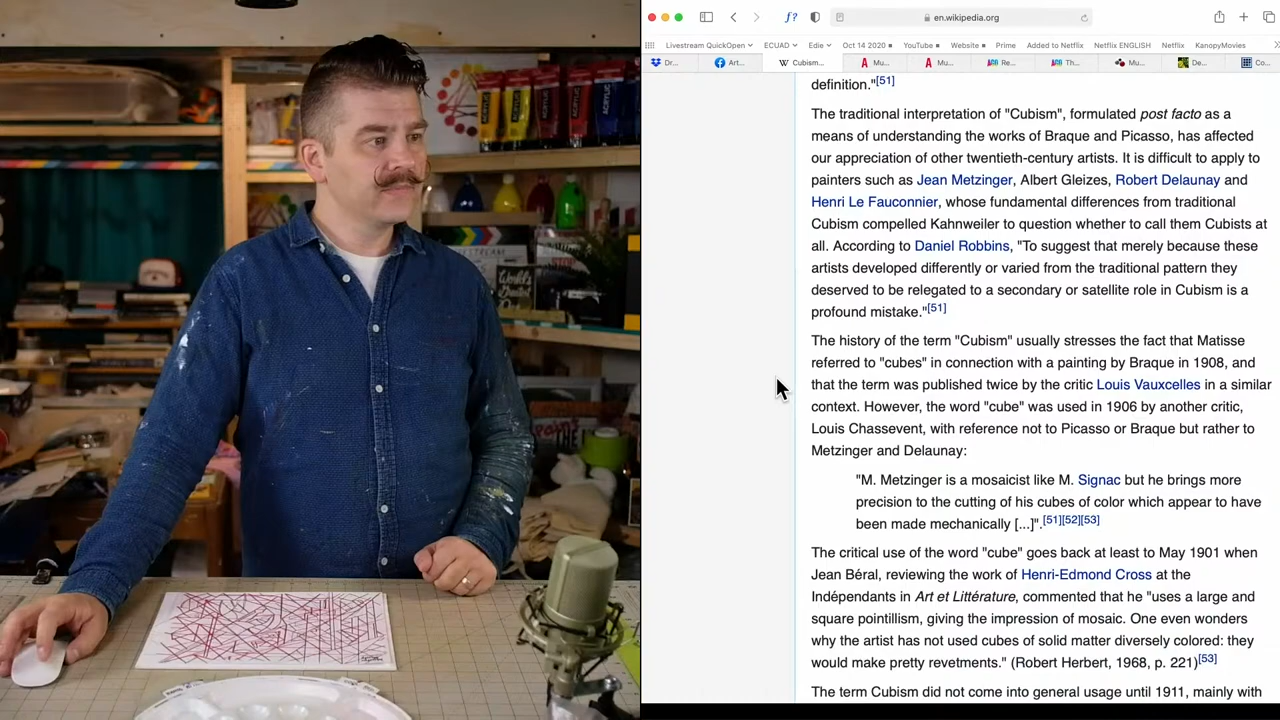 en.wikipedia.org
Livestream QuickOpen ECUAD Edie Oct 14 2020 YouTube Website Prime Added to Netflix Netflix ENGLISH Netflix KanopyMovies
Dr... Art... Cubism... Mu... Mu... Re... Th... Mu... De... Co...
definition."[51]
The traditional interpretation of "Cubism", formulated post facto as a
means of understanding the works of Braque and Picasso, has affected
our appreciation of other twentieth-century artists. It is difficult to apply to
painters such as Jean Metzinger, Albert Gleizes, Robert Delaunay and
Henri Le Fauconnier, whose fundamental differences from traditional
Cubism compelled Kahnweiler to question whether to call them Cubists at
all. According to Daniel Robbins, "To suggest that merely because these
artists developed differently or varied from the traditional pattern they
deserved to be relegated to a secondary or satellite role in Cubism is a
profound mistake."[51]
The history of the term "Cubism" usually stresses the fact that Matisse
referred to "cubes" in connection with a painting by Braque in 1908, and
that the term was published twice by the critic Louis Vauxcelles in a similar
context. However, the word "cube" was used in 1906 by another critic,
Louis Chassevent, with reference not to Picasso or Braque but rather to
Metzinger and Delaunay:
"M. Metzinger is a mosaicist like M. Signac but he brings more
precision to the cutting of his cubes of color which appear to have
been made mechanically [...]".[51][52][53]
The critical use of the word "cube" goes back at least to May 1901 when
Jean Béral, reviewing the work of Henri-Edmond Cross at the
Indépendants in Art et Littérature, commented that he "uses a large and
square pointillism, giving the impression of mosaic. One even wonders
why the artist has not used cubes of solid matter diversely colored: they
would make pretty revetments." (Robert Herbert, 1968, p. 221)[53]
The term Cubism did not come into general usage until 1911, mainly with
ACRYLIC
World's
Greatest